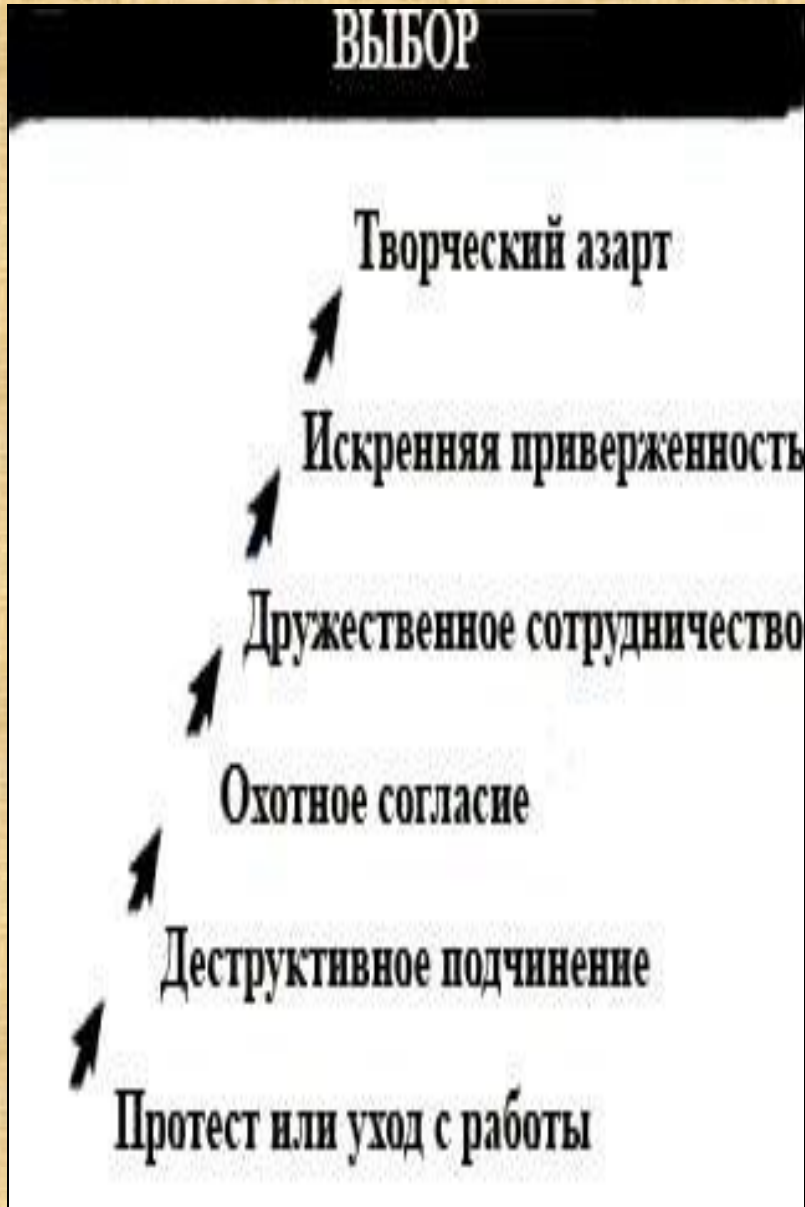 ВЫБОР
Творческий азарт
Искренняя приверженность
Дружественное сотрудничество
Охотное согласие
Деструктивное подчинение
Протест или уход с работы